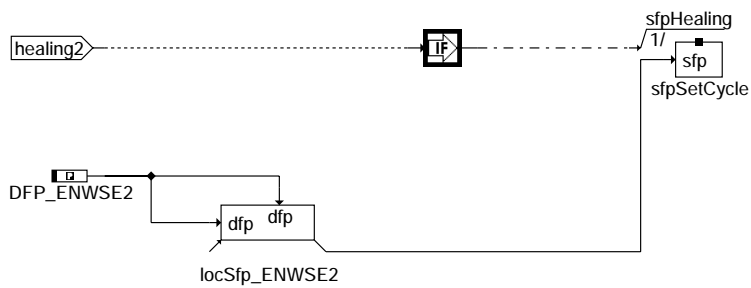 sfpHealing
healing2
IF
1/
sfp
sfpSetCycle
P
DFP_ENWSE2
dfp
dfp
locSfp_ENWSE2